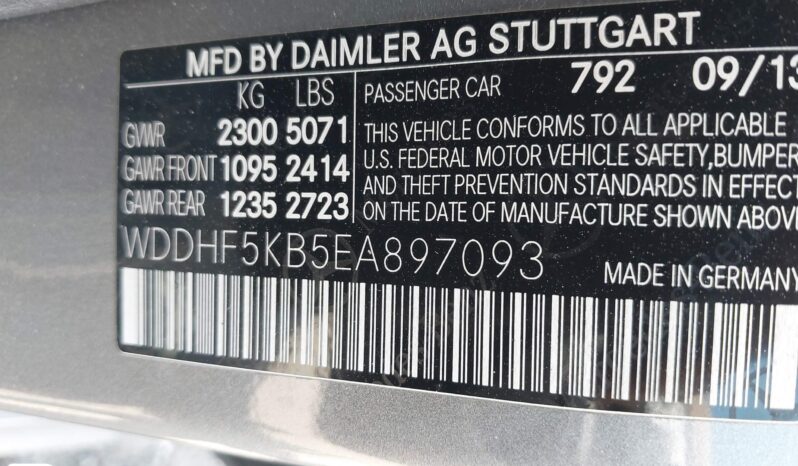 MFD BY DAIMLER AG STUTTGART
KG LBS PASSENGER CAR 792 09/13
GVWR 2300 5071
GAWR FRONT 1095 2414
GAWR REAR 1235 2723
THIS VEHICLE CONFORMS TO ALL APPLICABLE
U.S. FEDERAL MOTOR VEHICLE SAFETY,BUMPER
AND THEFT PREVENTION STANDARDS IN EFFECT
ON THE DATE OF MANUFACTURE SHOWN ABOVE
WDDHF5KB5EA897093
MADE IN GERMANY